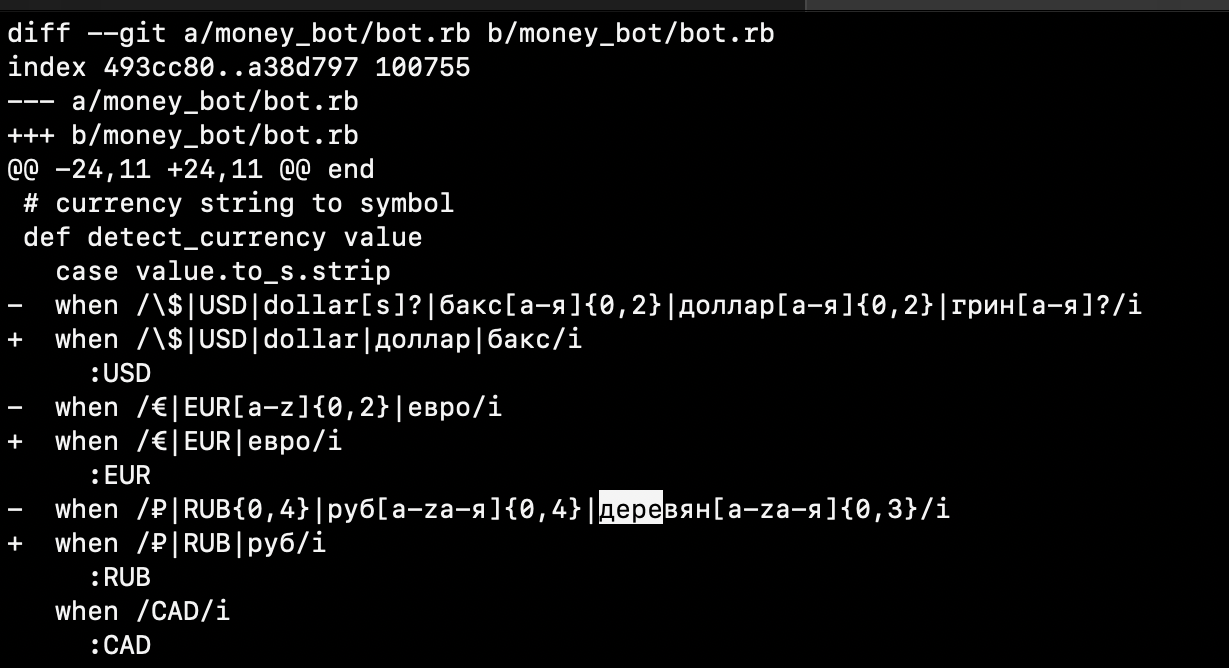 diff --git a/money_bot/bot.rb b/money_bot/bot.rb
index 493cc80..a38d797 100755
--- a/money_bot/bot.rb
+++ b/money_bot/bot.rb
@@ -24,11 +24,11 @@ end
 # currency string to symbol
 def detect_currency value
   case value.to_s.strip
-  when /\$|USD|dollar[s]?|бакс[а-я]{0,2}|доллар[а-я]{0,2}|грин[а-я]?/i
+  when /\$|USD|dollar|доллар|бакс/i
     :USD
-  when /€|EUR[a-z]{0,2}|евро/i
+  when /€|EUR|евро/i
     :EUR
-  when /₽|RUB{0,4}|руб[a-zа-я]{0,4}|деревян[a-zа-я]{0,3}/i
+  when /₽|RUB|руб/i
     :RUB
   when /CAD/i
     :CAD